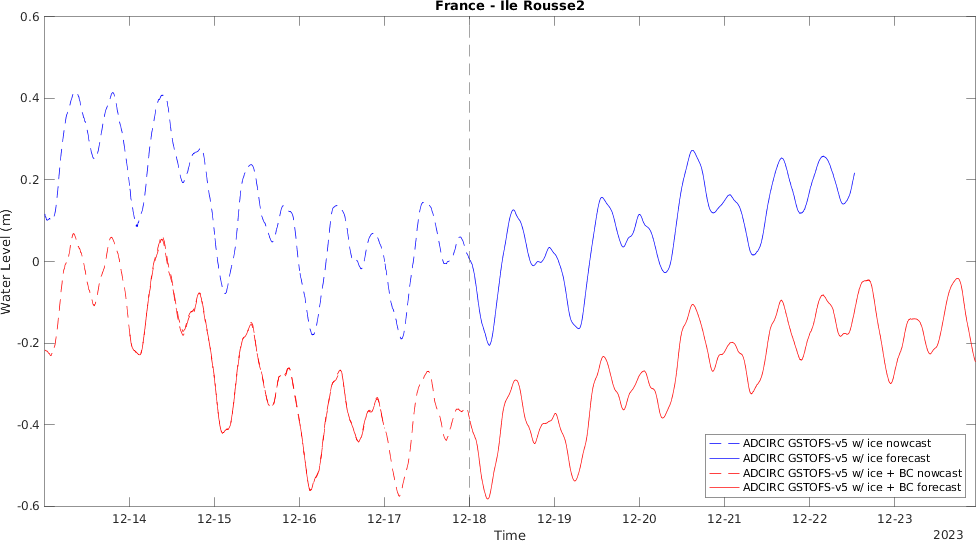 France - Ile Rousse2
Water Level (m)
0.6
0.4
0.2
0
-0.2
-0.4
-0.6
12-14 12-15 12-16 12-17 12-18 12-19 12-20 12-21 12-22 12-23
Time
2023
ADCIRC GSTOFS-v5 w/ ice nowcast
ADCIRC GSTOFS-v5 w/ ice forecast
ADCIRC GSTOFS-v5 w/ ice + BC nowcast
ADCIRC GSTOFS-v5 w/ ice + BC forecast